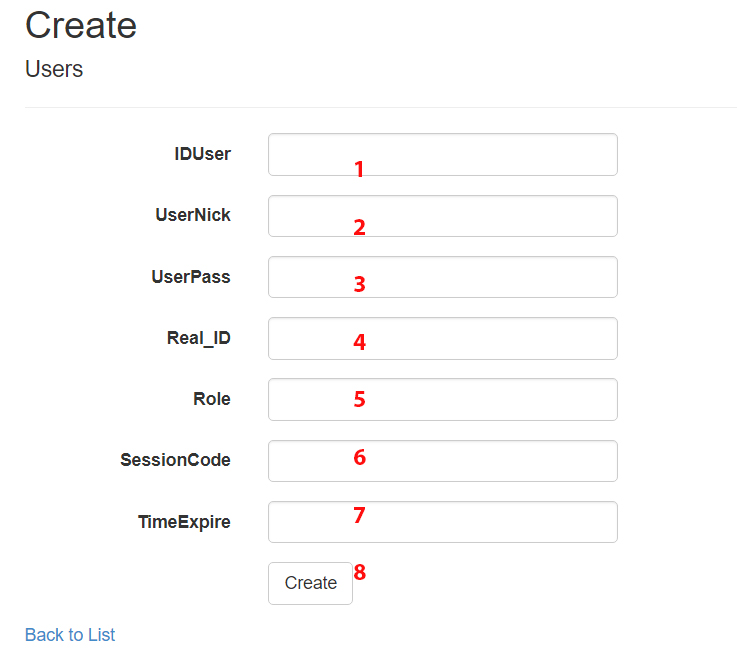 Create
Users
IDUser 1
UserNick 2
UserPass 3
Real_ID 4
Role 5
SessionCode 6
TimeExpire 7
Create 8
Back to List